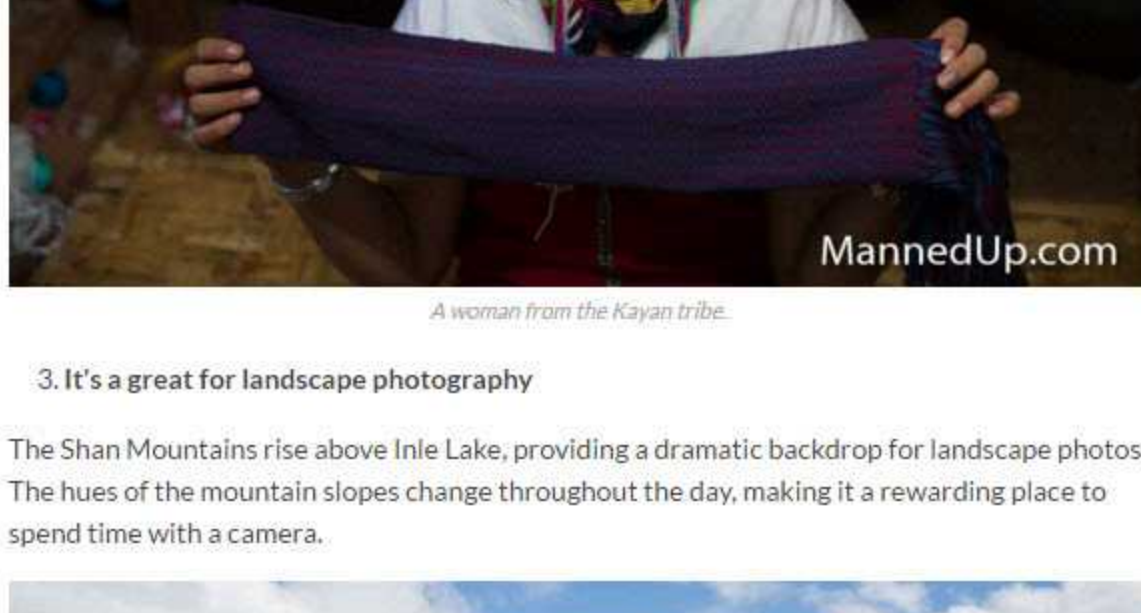 MannedUp.com
A woman from the Kayan tribe.
3. It's a great for landscape photography
The Shan Mountains rise above Inle Lake, providing a dramatic backdrop for landscape photos
The hues of the mountain slopes change throughout the day, making it a rewarding place to
spend time with a camera.